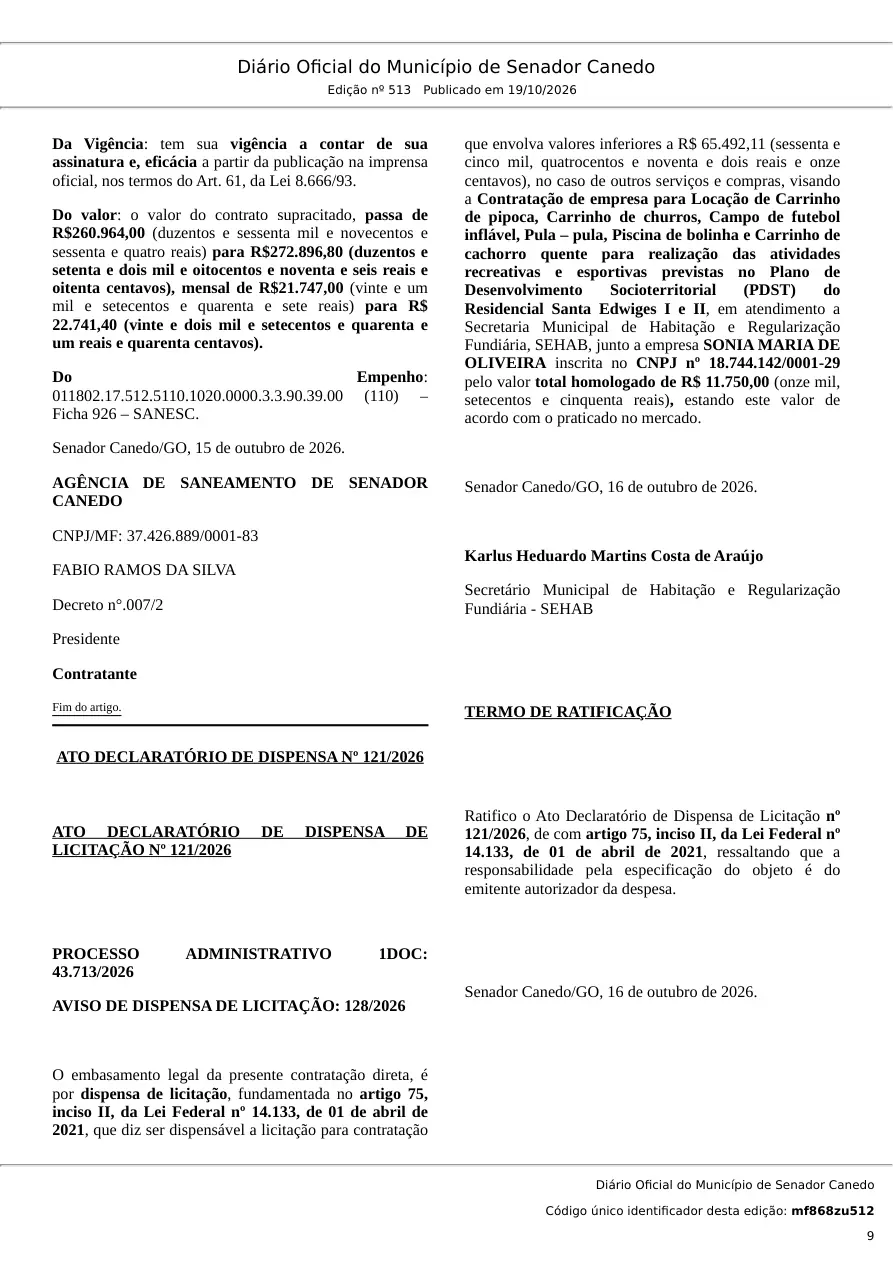 Diário Oficial do Município de Senador Canedo
Edição nº 513 Publicado em 19/10/2026
Da Vigência: tem sua vigência a contar de sua
assinatura e, eficácia a partir da publicação na imprensa
oficial, nos termos do Art. 61, da Lei 8.666/93.
Do valor: o valor do contrato supracitado, passa de
R$260.964,00 (duzentos e sessenta mil e novecentos e
sessenta e quatro reais) para R$272.896,80 (duzentos e
setenta e dois mil e oitocentos e noventa e seis reais e
oitenta centavos), mensal de R$21.747,00 (vinte e um
mil e setecentos e quarenta e sete reais) para R$
22.741,40 (vinte e dois mil e setecentos e quarenta e
um reais e quarenta centavos).
Do Empenho:
011802.17.512.5110.1020.0000.3.3.90.39.00 (110) –
Ficha 926 – SANESC.
Senador Canedo/GO, 15 de outubro de 2026.
AGÊNCIA DE SANEAMENTO DE SENADOR
CANEDO
CNPJ/MF: 37.426.889/0001-83
FABIO RAMOS DA SILVA
Decreto n°.007/2
Presidente
Contratante
Fim do artigo.
ATO DECLARATÓRIO DE DISPENSA Nº 121/2026
ATO DECLARATÓRIO DE DISPENSA DE
LICITAÇÃO Nº 121/2026
PROCESSO ADMINISTRATIVO 1DOC:
43.713/2026
AVISO DE DISPENSA DE LICITAÇÃO: 128/2026
O embasamento legal da presente contratação direta, é
por dispensa de licitação, fundamentada no artigo 75,
inciso II, da Lei Federal nº 14.133, de 01 de abril de
2021, que diz ser dispensável a licitação para contratação
que envolva valores inferiores a R$ 65.492,11 (sessenta e
cinco mil, quatrocentos e noventa e dois reais e onze
centavos), no caso de outros serviços e compras, visando
a Contratação de empresa para Locação de Carrinho
de pipoca, Carrinho de churros, Campo de futebol
inflável, Pula – pula, Piscina de bolinha e Carrinho de
cachorro quente para realização das atividades
recreativas e esportivas previstas no Plano de
Desenvolvimento Socioterritorial (PDST) do
Residencial Santa Edwiges I e II, em atendimento a
Secretaria Municipal de Habitação e Regularização
Fundiária, SEHAB, junto a empresa SONIA MARIA DE
OLIVEIRA inscrita no CNPJ nº 18.744.142/0001-29
pelo valor total homologado de R$ 11.750,00 (onze mil,
setecentos e cinquenta reais), estando este valor de
acordo com o praticado no mercado.
Senador Canedo/GO, 16 de outubro de 2026.
Karlus Heduardo Martins Costa de Araújo
Secretário Municipal de Habitação e Regularização
Fundiária - SEHAB
TERMO DE RATIFICAÇÃO
Ratifico o Ato Declaratório de Dispensa de Licitação nº
121/2026, de com artigo 75, inciso II, da Lei Federal nº
14.133, de 01 de abril de 2021, ressaltando que a
responsabilidade pela especificação do objeto é do
emitente autorizador da despesa.
Senador Canedo/GO, 16 de outubro de 2026.
Diário Oficial do Município de Senador Canedo
Código único identificador desta edição: mf868zu512
9